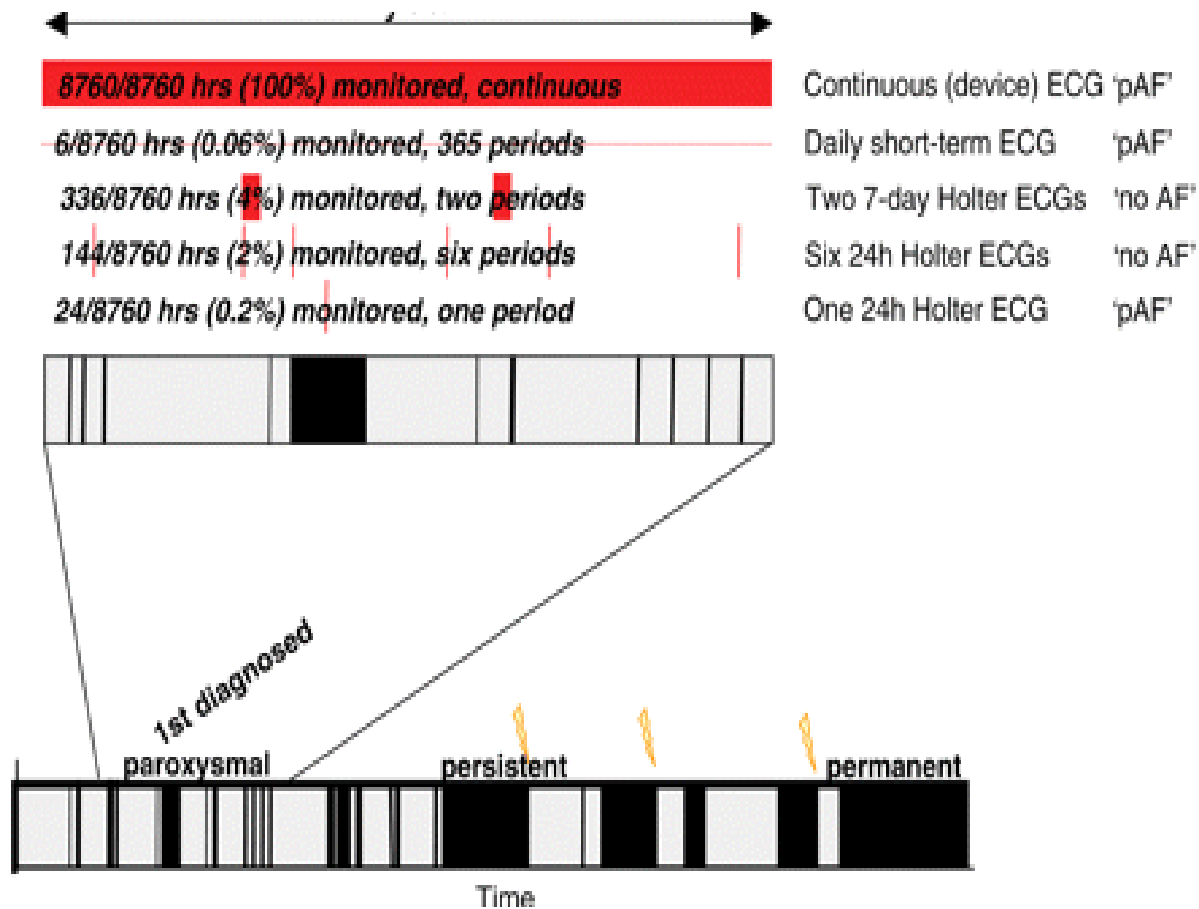 8760/8760 hrs (100%) monitored, continuous Continuous (device) ECG 'pAF'
6/8760 hrs (0.06%) monitored, 365 periods Daily short-term ECG 'pAF'
336/8760 hrs (4%) monitored, two periods Two 7-day Holter ECGs 'no AF'
144/8760 hrs (2%) monitored, six periods Six 24h Holter ECGs 'no AF'
24/8760 hrs (0.2%) monitored, one period One 24h Holter ECG 'pAF'
1st diagnosed
paroxysmal persistent permanent
Time